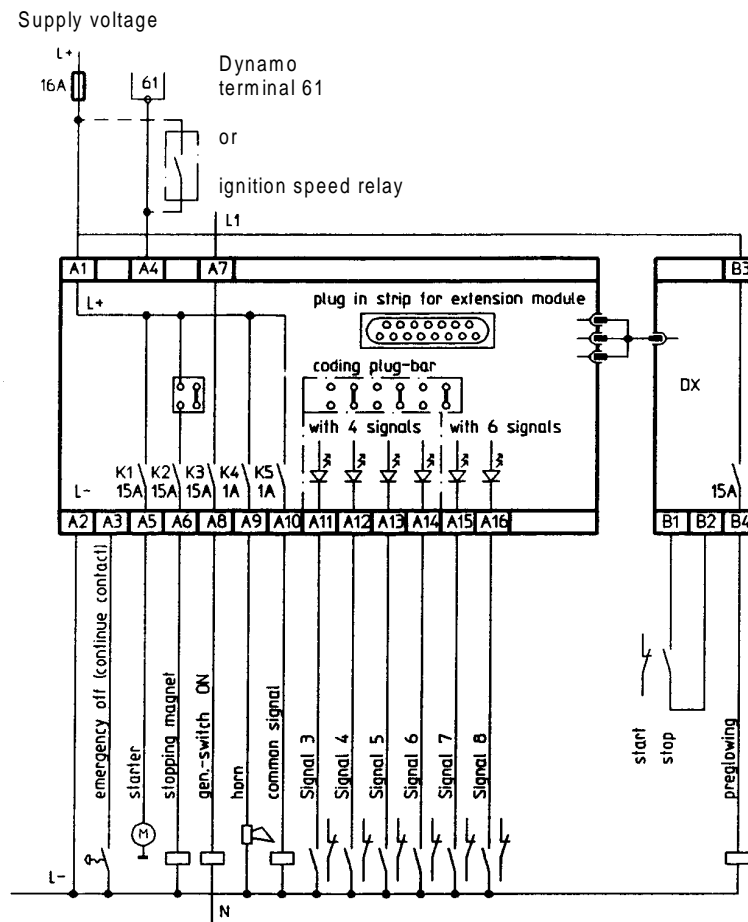 Supply voltage
L+
16A
61
Dynamo
terminal 61
or
ignition speed relay
L1
A1 A4 A7 B3
L+
plug in strip for extension module
coding plug-bar
DX
with 4 signals with 6 signals
K1 K2 K3 K4 K5
15A 15A 15A 1A 1A
15A
L-
A2 A3 A5 A6 A8 A9 A10 A11 A12 A13 A14 A15 A16 B1 B2 B4
emergency off (continue contact)
starter
stopping magnet
gen.-switch ON
horn
common signal
Signal 3
Signal 4
Signal 5
Signal 6
Signal 7
Signal 8
start
stop
preglowing
M
L-
N